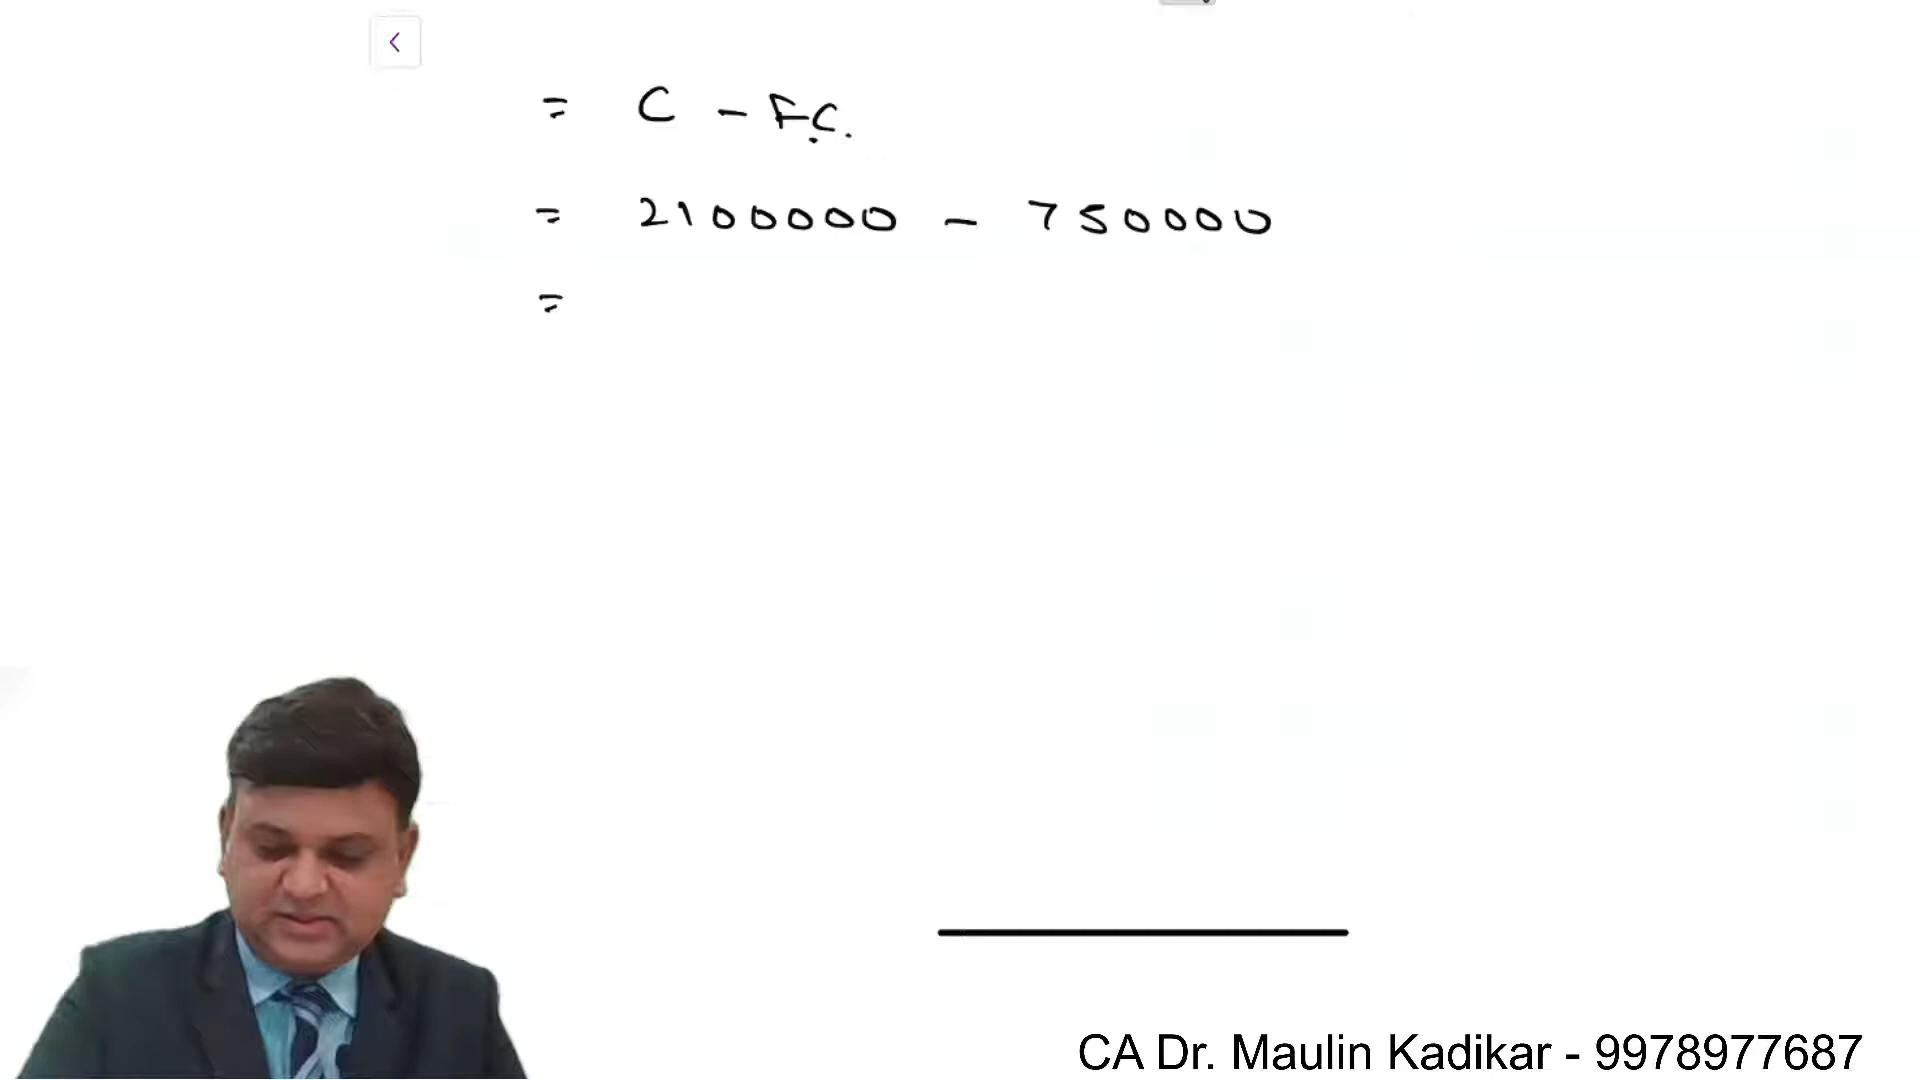 = C - F.C.
= 2100000 - 750000
=
CA Dr. Maulin Kadikar - 9978977687